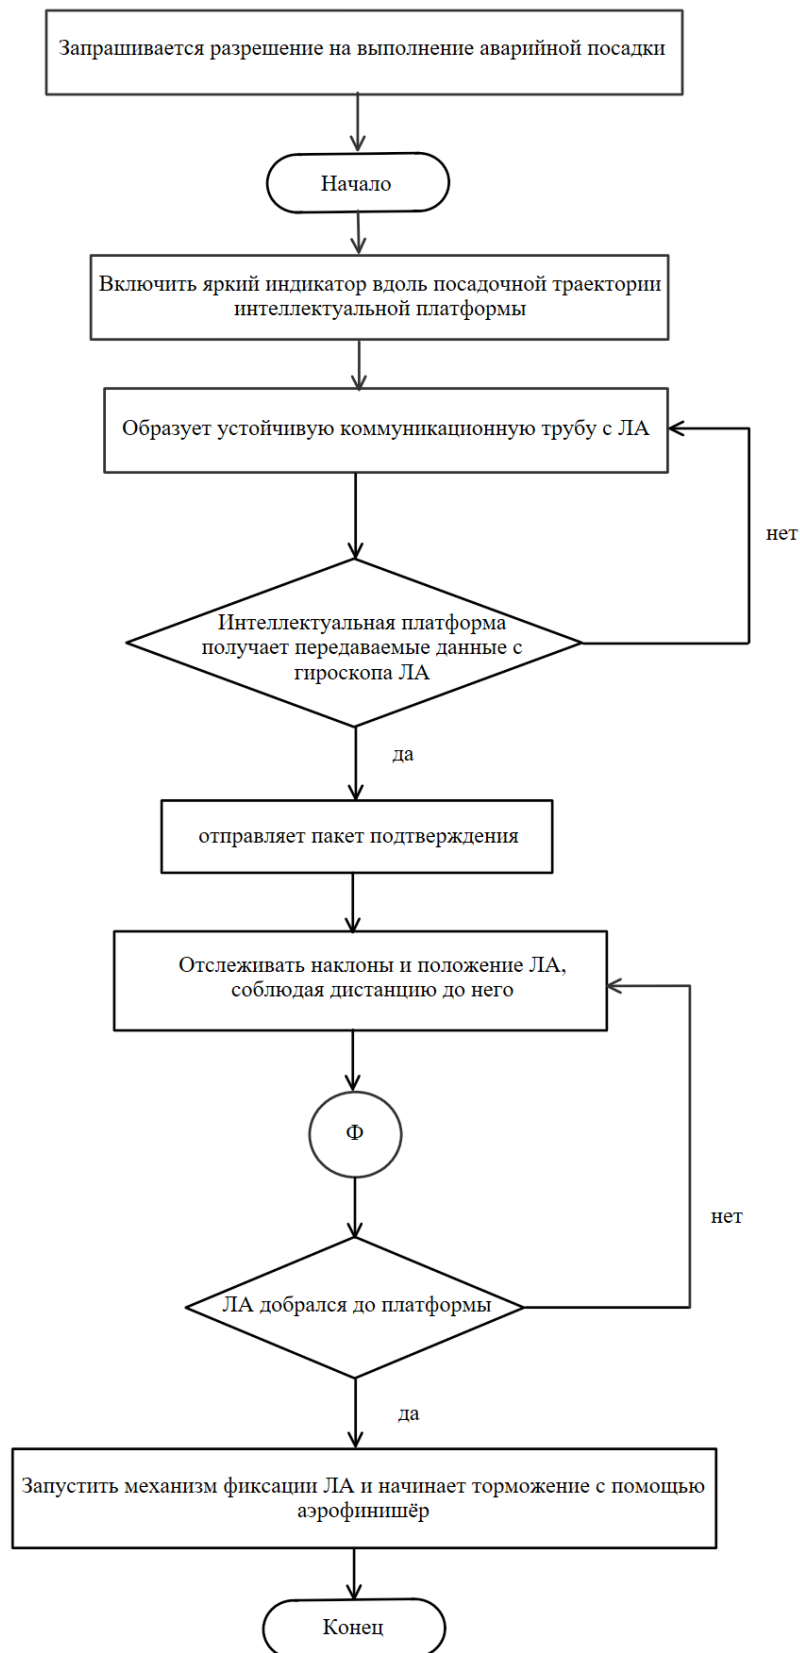 Запрашивается разрешение на выполнение аварийной посадки
Начало
Включить яркий индикатор вдоль посадочной траектории
интеллектуальной платформы
Образует устойчивую коммуникационную трубу с ЛА
нет
Интеллектуальная платформа
получает передаваемые данные с
гироскопа ЛА
да
отправляет пакет подтверждения
Отслеживать наклоны и положение ЛА,
соблюдая дистанцию до него
Ф
нет
ЛА добрался до платформы
да
Запустить механизм фиксации ЛА и начинает торможение с помощью
аэрофинишёр
Конец